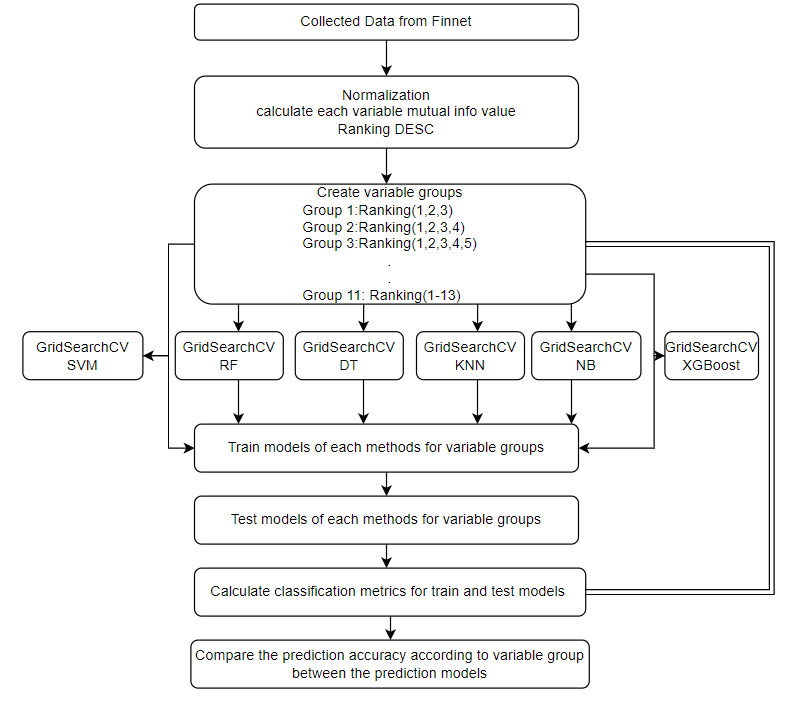 Collected Data from Finnet
Normalization
calculate each variable mutual info value
Ranking DESC
Create variable groups
Group 1:Ranking(1,2,3)
Group 2:Ranking(1,2,3,4)
Group 3:Ranking(1,2,3,4,5)
.
.
Group 11: Ranking(1-13)
GridSearchCV
SVM
GridSearchCV
RF
GridSearchCV
DT
GridSearchCV
KNN
GridSearchCV
NB
GridSearchCV
XGBoost
Train models of each methods for variable groups
Test models of each methods for variable groups
Calculate classification metrics for train and test models
Compare the prediction accuracy according to variable group
between the prediction models